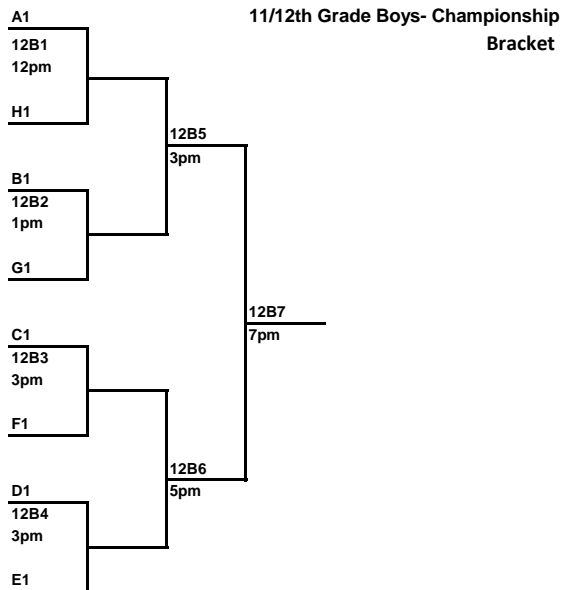 11/12th Grade Boys- Championship
Bracket
A1
12B1
12pm
H1
12B5
3pm
B1
12B2
1pm
G1
12B7
7pm
C1
12B3
3pm
F1
12B6
5pm
D1
12B4
3pm
E1